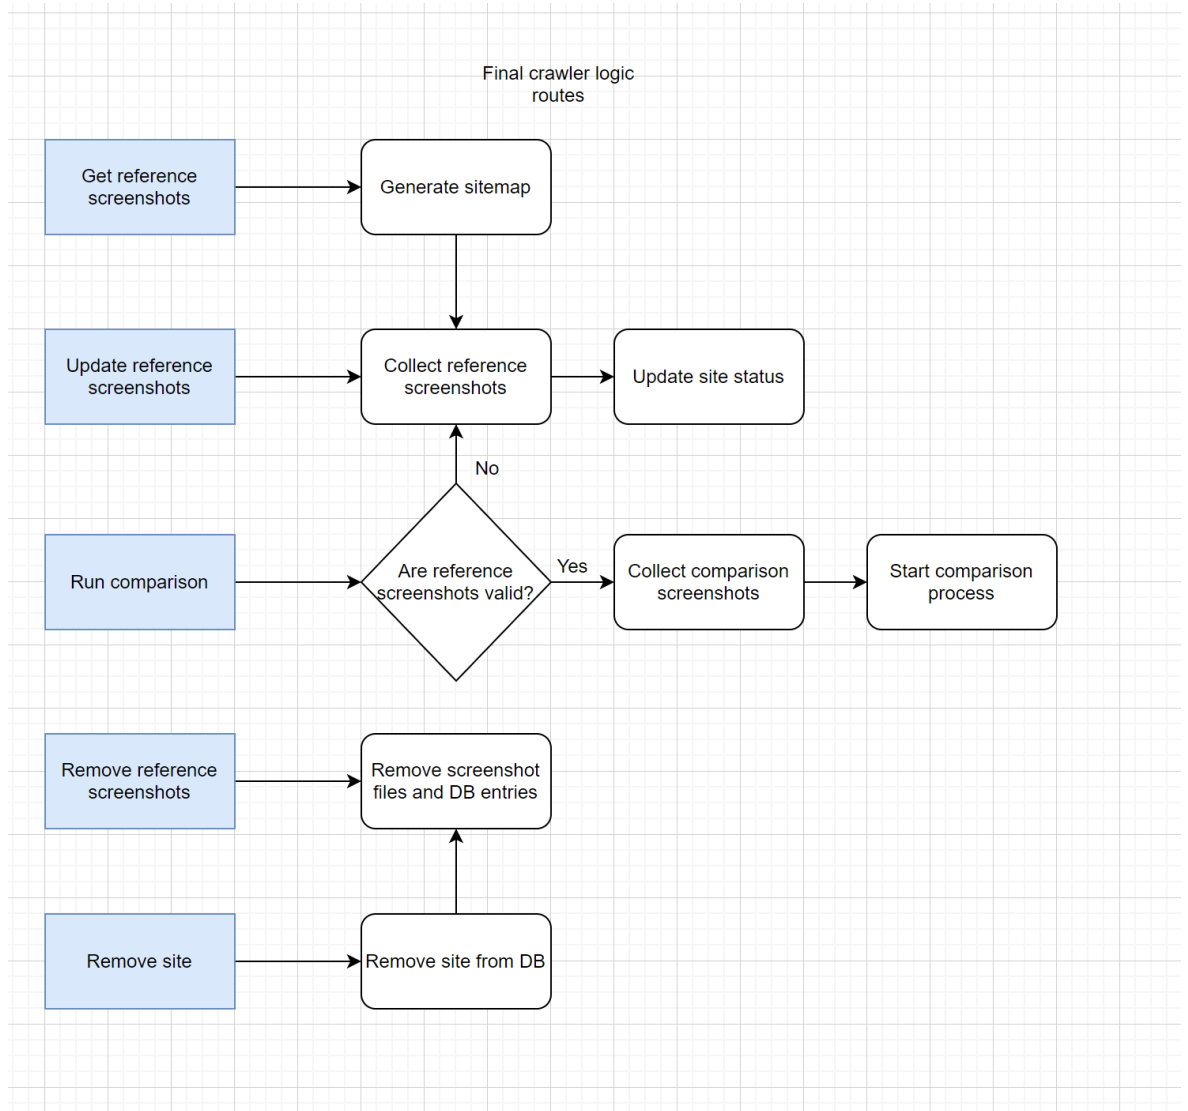 Final crawler logic
routes
Get reference
screenshots
Generate sitemap
Update reference
screenshots
Collect reference
screenshots
Update site status
No
Run comparison
Are reference
screenshots valid?
Yes
Collect comparison
screenshots
Start comparison
process
Remove reference
screenshots
Remove screenshot
files and DB entries
Remove site
Remove site from DB